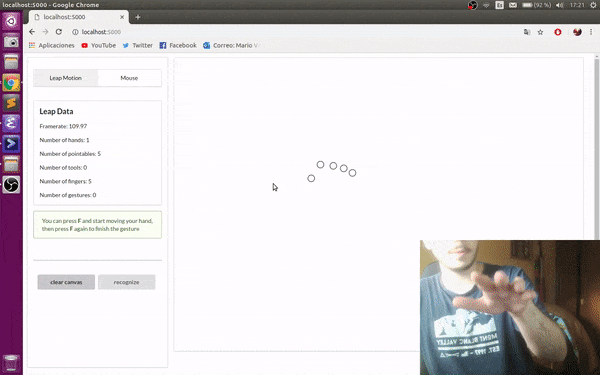 localhost:5000 - Google Chrome
(92 %)
17:21
localhost:5000
localhost:5000
Aplicaciones
YouTube
Twitter
Facebook
Correo: Mario V
Leap Motion
Mouse
Leap Data
Framerate: 109.97
Number of hands: 1
Number of pointables: 5
Number of tools: 0
Number of fingers: 5
Number of gestures: 0
You can press F and start moving your hand,
then press F again to finish the gesture
clear canvas
recognize